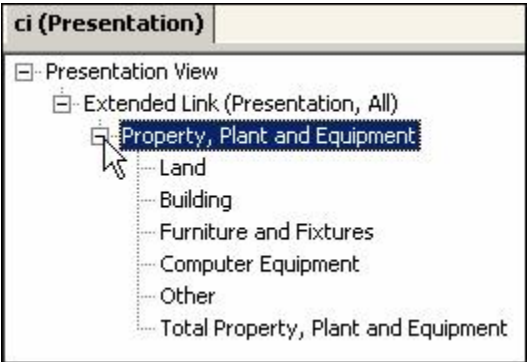 ci (Presentation)
Presentation View
Extended Link (Presentation, All)
Property, Plant and Equipment
Land
Building
Furniture and Fixtures
Computer Equipment
Other
Total Property, Plant and Equipment